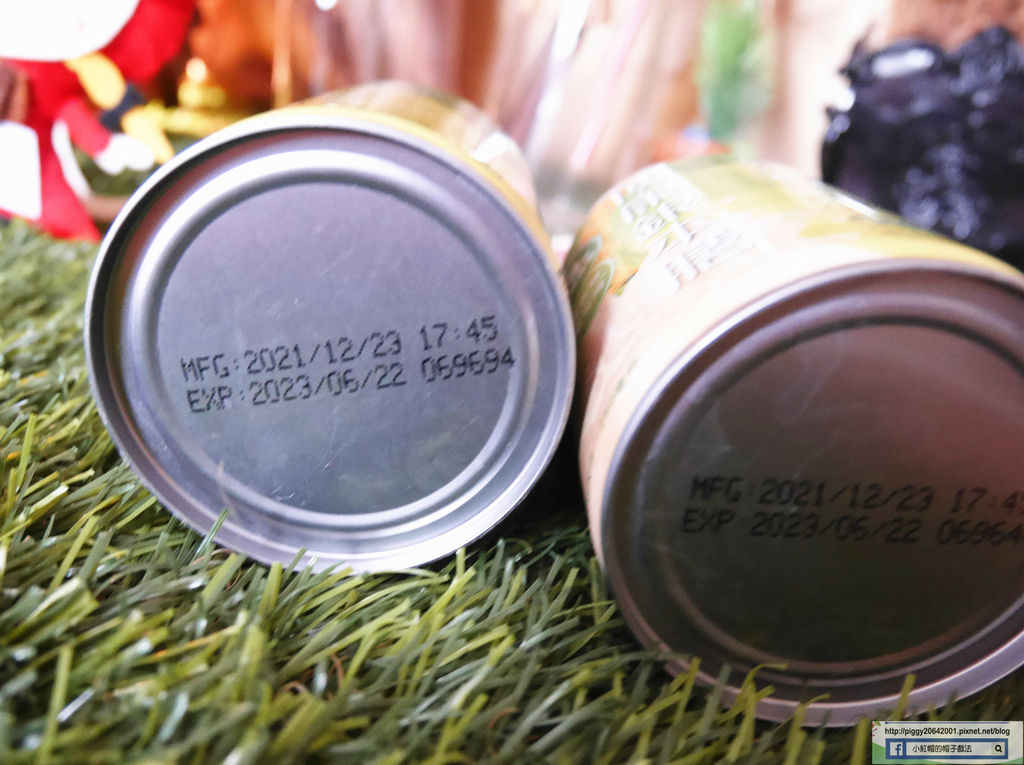 MFG:2021/12/23 17:45
EXP:2023/06/22 069694
MFG:2021/12/23 17:4
EXP 2023/06/22 06964
http://piggy20642001.pixnet.net/blog
小紅帽的帽子戲法